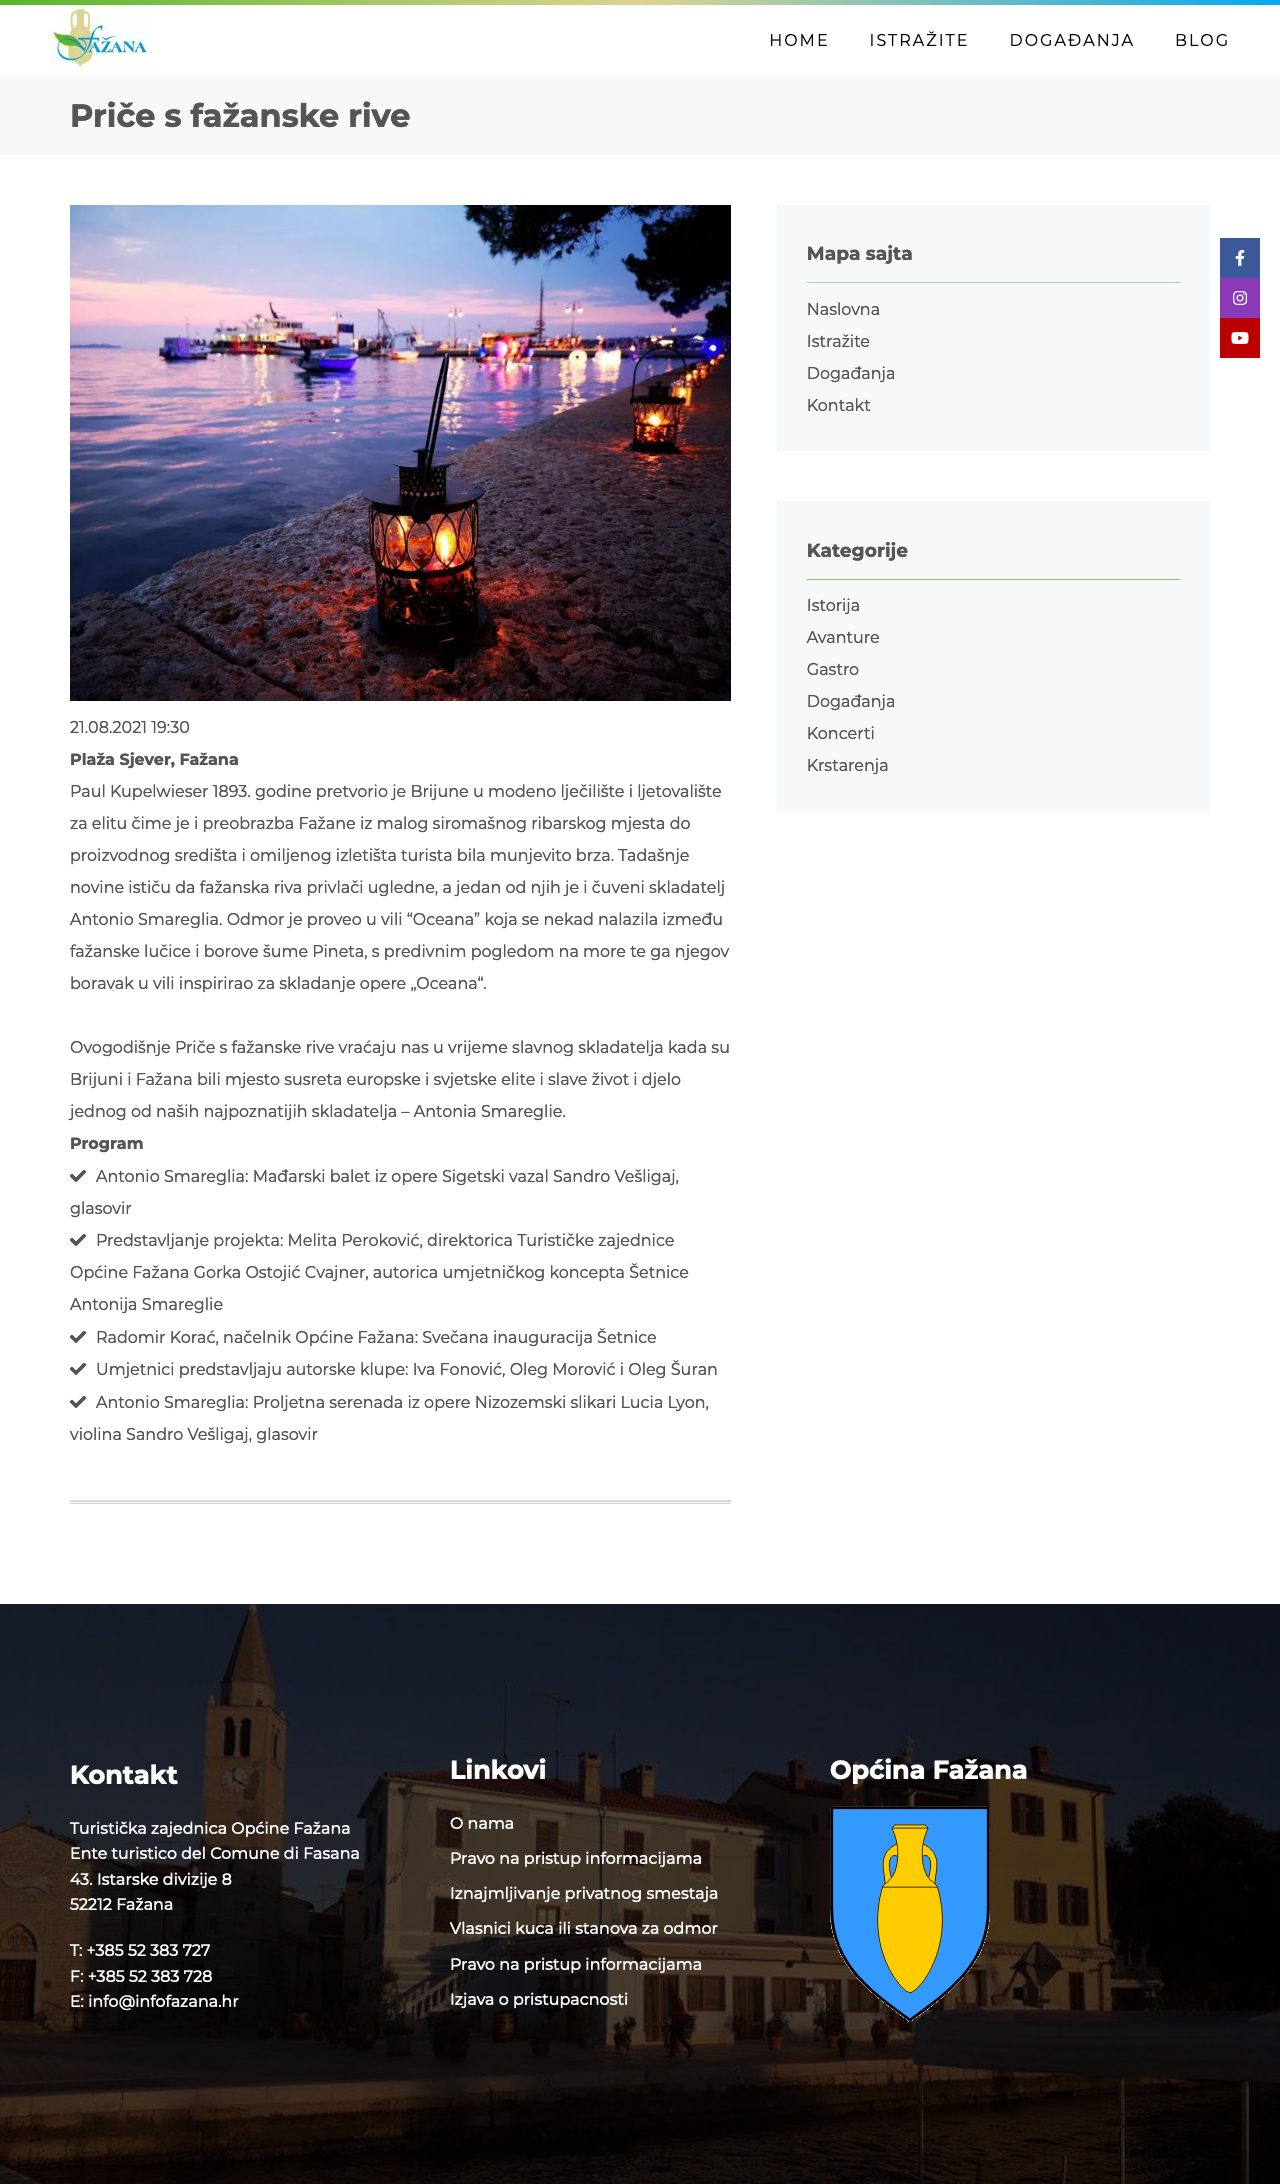 FAŽANA
HOME ISTRAŽITE DOGAĐANJA BLOG
Priče s fažanske rive
21.08.2021 19:30
Plaža Sjever, Fažana
Paul Kupelwieser 1893. godine pretvorio je Brijune u modeno lječilište i ljetovalište
za elitu čime je i preobrazba Fažane iz malog siromašnog ribarskog mjesta do
proizvodnog središta i omiljenog izletišta turista bila munjevito brza. Tadašnje
novine ističu da fažanska riva privlači ugledne, a jedan od njih je i čuveni skladatelj
Antonio Smareglia. Odmor je proveo u vili “Oceana” koja se nekad nalazila između
fažanske lučice i borove šume Pineta, s predivnim pogledom na more te ga njegov
boravak u vili inspirirao za skladanje opere „Oceana“.
Ovogodišnje Priče s fažanske rive vraćaju nas u vrijeme slavnog skladatelja kada su
Brijuni i Fažana bili mjesto susreta europske i svjetske elite i slave život i djelo
jednog od naših najpoznatijih skladatelja – Antonia Smareglie.
Program
Antonio Smareglia: Mađarski balet iz opere Sigetski vazal Sandro Vešligaj,
glasovir
Predstavljanje projekta: Melita Peroković, direktorica Turističke zajednice
Općine Fažana Gorka Ostojić Cvajner, autorica umjetničkog koncepta Šetnice
Antonija Smareglie
Radomir Korać, načelnik Općine Fažana: Svečana inauguracija Šetnice
Umjetnici predstavljaju autorske klupe: Iva Fonović, Oleg Morović i Oleg Šuran
Antonio Smareglia: Proljetna serenada iz opere Nizozemski slikari Lucia Lyon,
violina Sandro Vešligaj, glasovir
Mapa sajta
Naslovna
Istražite
Događanja
Kontakt
Kategorije
Istorija
Avanture
Gastro
Događanja
Koncerti
Krstarenja
Kontakt
Turistička zajednica Općine Fažana
Ente turistico del Comune di Fasana
43. Istarske divizije 8
52212 Fažana
T: +385 52 383 727
F: +385 52 383 728
E: info@infofazana.hr
Linkovi
O nama
Pravo na pristup informacijama
Iznajmljivanje privatnog smestaja
Vlasnici kuca ili stanova za odmor
Pravo na pristup informacijama
Izjava o pristupacnosti
Općina Fažana